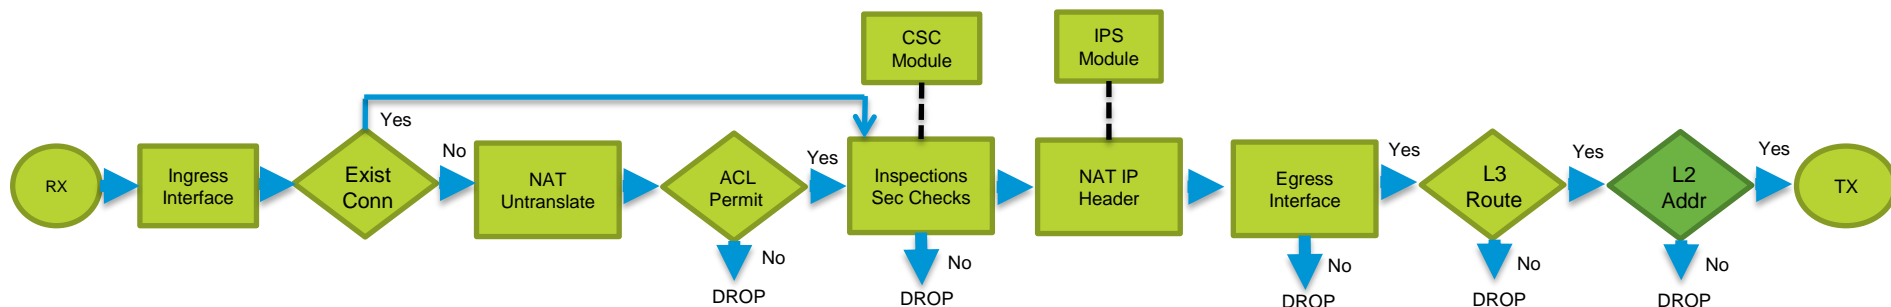 CSC
Module
IPS
Module
Yes
RX
Ingress
Interface
Exist
Conn
No
NAT
Untranslate
ACL
Permit
Yes
Inspections
Sec Checks
NAT IP
Header
Egress
Interface
Yes
L3
Route
Yes
L2
Addr
Yes
TX
No
DROP
No
DROP
No
DROP
No
DROP
No
DROP